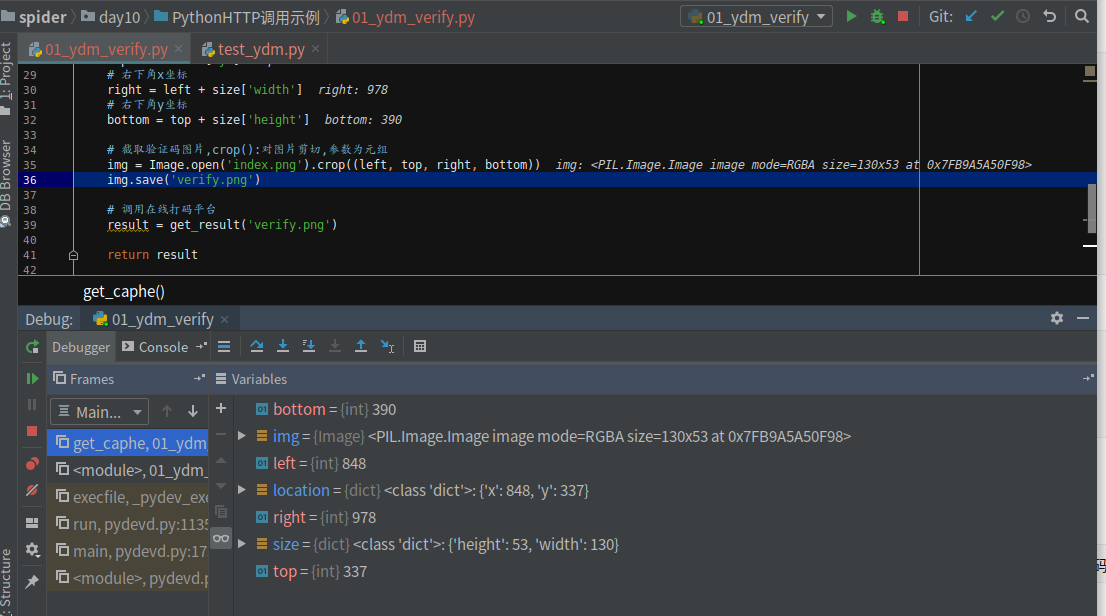 spider
day10
PythonHTTP调用示例
01_ydm_verify.py
01_ydm_verify
Git:
01_ydm_verify.py
test_ydm.py
1: Project
DB Browser
Structure
29 # 右下角x坐标
30 right = left + size['width'] right: 978
31 # 右下角y坐标
32 bottom = top + size['height'] bottom: 390
33
34 # 截取验证码图片,crop():对图片剪切,参数为元组
35 img = Image.open('index.png').crop((left, top, right, bottom)) img: <PIL.Image.Image image mode=RGBA size=130x53 at 0x7FB9A5A50F98>
36 img.save('verify.png')
37
38 # 调用在线打码平台
39 result = get_result('verify.png')
40
41 return result
42
get_caphe()
Debug: 01_ydm_verify
Debugger Console
Frames
Variables
Main...
get_caphe, 01_ydm
<module>, 01_ydm_
execfile, _pydev_exe
run, pydevd.py:1135
main, pydevd.py:17
<module>, pydevd.p
bottom = {int} 390
img = {Image} <PIL.Image.Image image mode=RGBA size=130x53 at 0x7FB9A5A50F98>
left = {int} 848
location = {dict} <class 'dict'>: {'x': 848, 'y': 337}
right = {int} 978
size = {dict} <class 'dict'>: {'height': 53, 'width': 130}
top = {int} 337
码